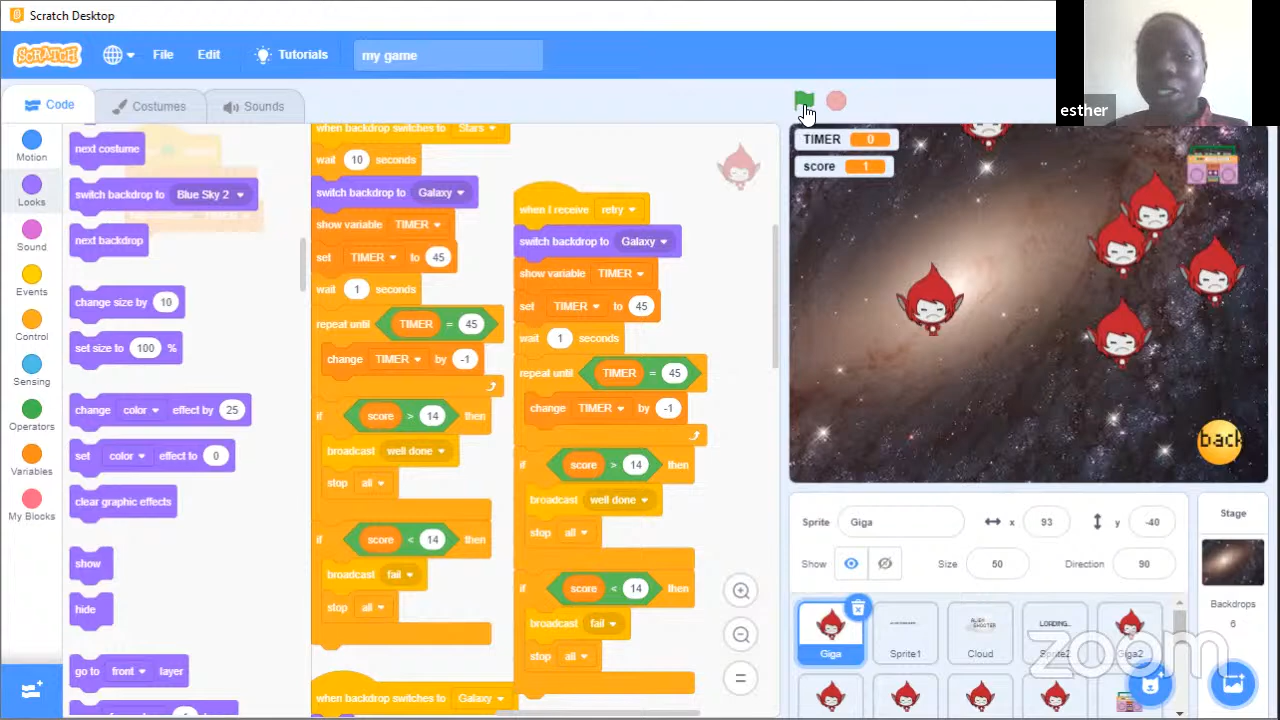 Scratch Desktop
SCRATCH
File
Edit
Tutorials
my game
esther
Code
Costumes
Sounds
Motion
Looks
Sound
Events
Control
Sensing
Operators
Variables
My Blocks
next costume
switch backdrop to Blue Sky 2
next backdrop
change size by 10
set size to 100 %
change color effect by 25
set color effect to 0
clear graphic effects
show
hide
go to front layer
when backdrop switches to Stars
wait 10 seconds
switch backdrop to Galaxy
show variable TIMER
set TIMER to 45
wait 1 seconds
repeat until TIMER = 45
change TIMER by -1
if score > 14 then
broadcast well done
stop all
if score < 14 then
broadcast fail
stop all
when backdrop switches to Galaxy
when I receive retry
switch backdrop to Galaxy
show variable TIMER
set TIMER to 45
wait 1 seconds
repeat until TIMER = 45
change TIMER by -1
if score > 14 then
broadcast well done
stop all
if score < 14 then
broadcast fail
stop all
TIMER 0
score 1
back
Sprite Giga x 93 y -40
Show Size 50 Direction 90
Stage
Backdrops
6
Giga
Sprite1
ALIEN
SHOOTER
Cloud
LOADING...
Sprite2
Giga2
zoom